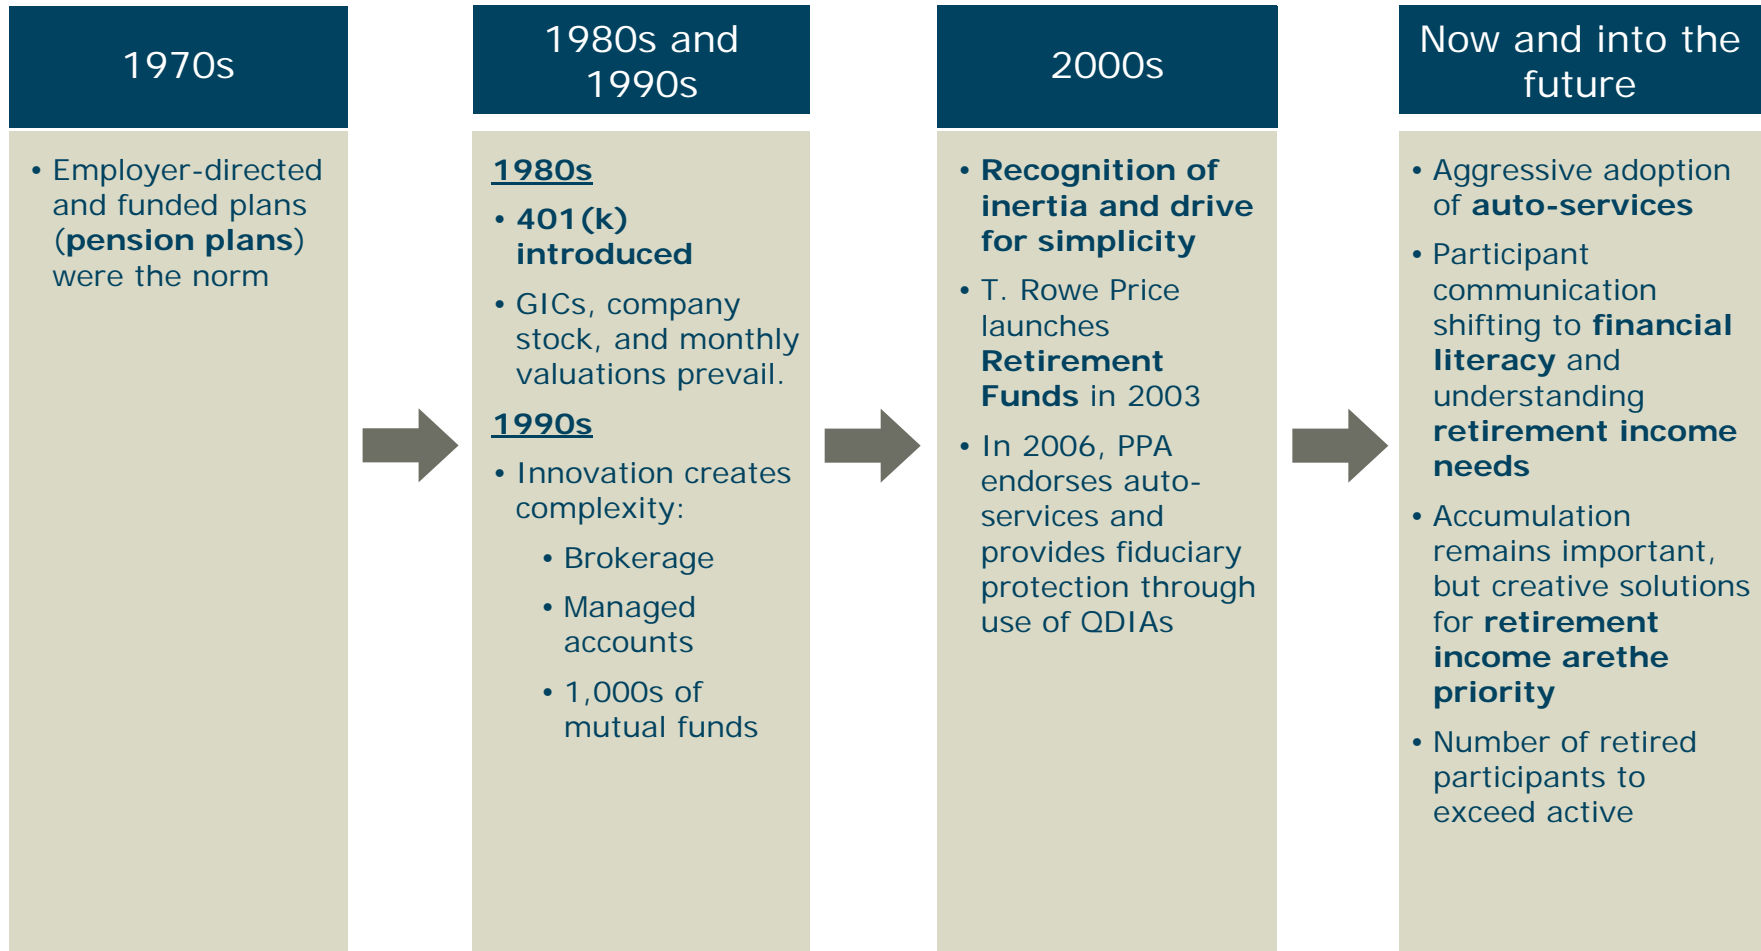 1970s
• Employer-directed
and funded plans
(pension plans)
were the norm
1980s and
1990s
1980s
• 401(k)
introduced
• GICs, company
stock, and monthly
valuations prevail.
1990s
• Innovation creates
complexity:
• Brokerage
• Managed
accounts
• 1,000s of
mutual funds
2000s
• Recognition of
inertia and drive
for simplicity
• T. Rowe Price
launches
Retirement
Funds in 2003
• In 2006, PPA
endorses auto-
services and
provides fiduciary
protection through
use of QDIAs
Now and into the
future
• Aggressive adoption
of auto-services
• Participant
communication
shifting to financial
literacy and
understanding
retirement income
needs
• Accumulation
remains important,
but creative solutions
for retirement
income arethe
priority
• Number of retired
participants to
exceed active